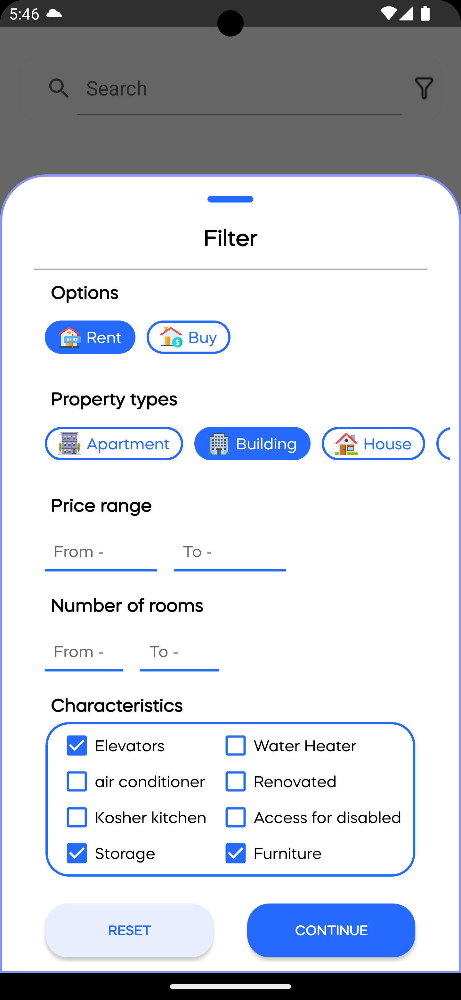 5:46
Search
Filter
Options
RENT Rent $ Buy
Property types
Apartment Building House
Price range
From - To -
Number of rooms
From - To -
Characteristics
Elevators Water Heater
air conditioner Renovated
Kosher kitchen Access for disabled
Storage Furniture
RESET CONTINUE